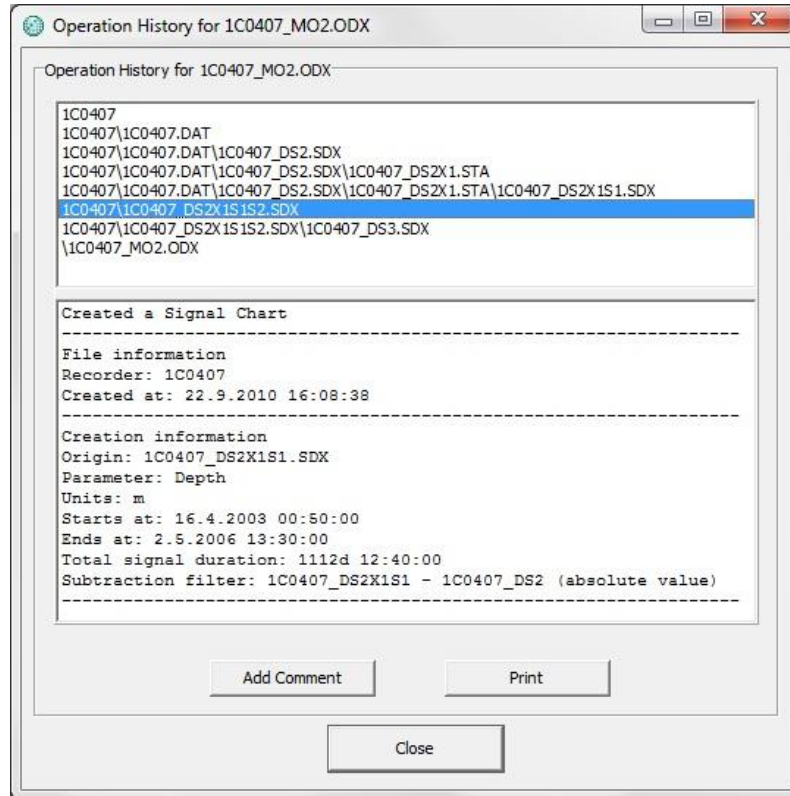 Operation History for 1C0407_MO2.ODX
Operation History for 1C0407_MO2.ODX
1C0407
1C0407\1C0407.DAT
1C0407\1C0407.DAT\1C0407_DS2.SDX
1C0407\1C0407.DAT\1C0407_DS2.SDX\1C0407_DS2X1.STA
1C0407\1C0407.DAT\1C0407_DS2.SDX\1C0407_DS2X1.STA\1C0407_DS2X1S1.SDX
1C0407\1C0407_DS2X1S1S2.SDX
1C0407\1C0407_DS2X1S1S2.SDX\1C0407_DS3.SDX
\1C0407_MO2.ODX
Created a Signal Chart
------------------------------------------------------------------
File information
Recorder: 1C0407
Created at: 22.9.2010 16:08:38
------------------------------------------------------------------
Creation information
Origin: 1C0407_DS2X1S1.SDX
Parameter: Depth
Units: m
Starts at: 16.4.2003 00:50:00
Ends at: 2.5.2006 13:30:00
Total signal duration: 1112d 12:40:00
Subtraction filter: 1C0407_DS2X1S1 - 1C0407_DS2 (absolute value)
------------------------------------------------------------------
Add Comment Print
Close